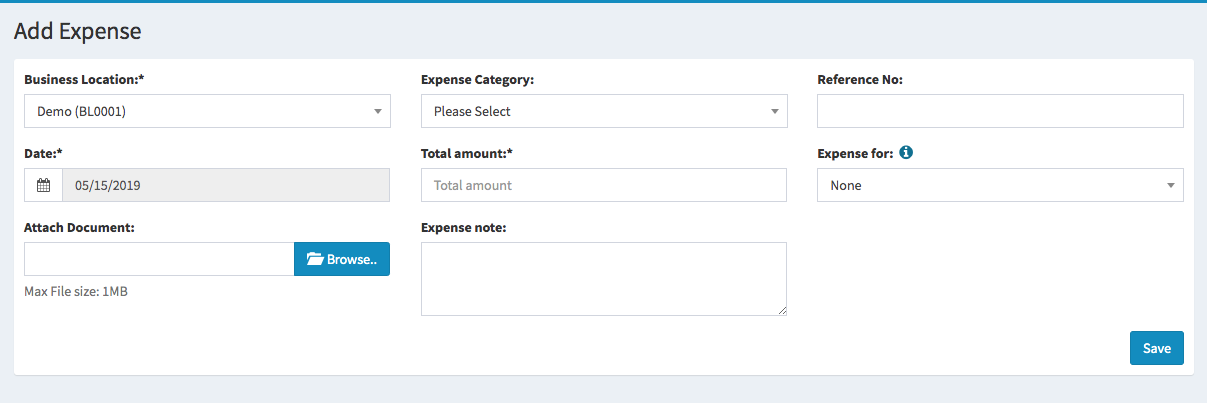 Add Expense
Business Location:*
Expense Category:
Reference No:
Demo (BL0001)
Please Select
Date:*
Total amount:*
Expense for:
05/15/2019
Total amount
None
Attach Document:
Expense note:
Browse..
Max File size: 1MB
Save